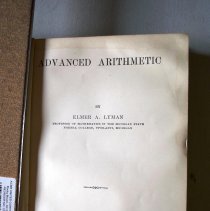 ADVANCED ARITHMETIC
BY
ELMER A. LYMAN
PROFESSOR OF MATHEMATICS IN THE MICHIGAN STATE
NORMAL COLLEGE, YPSILANTI, MICHIGAN